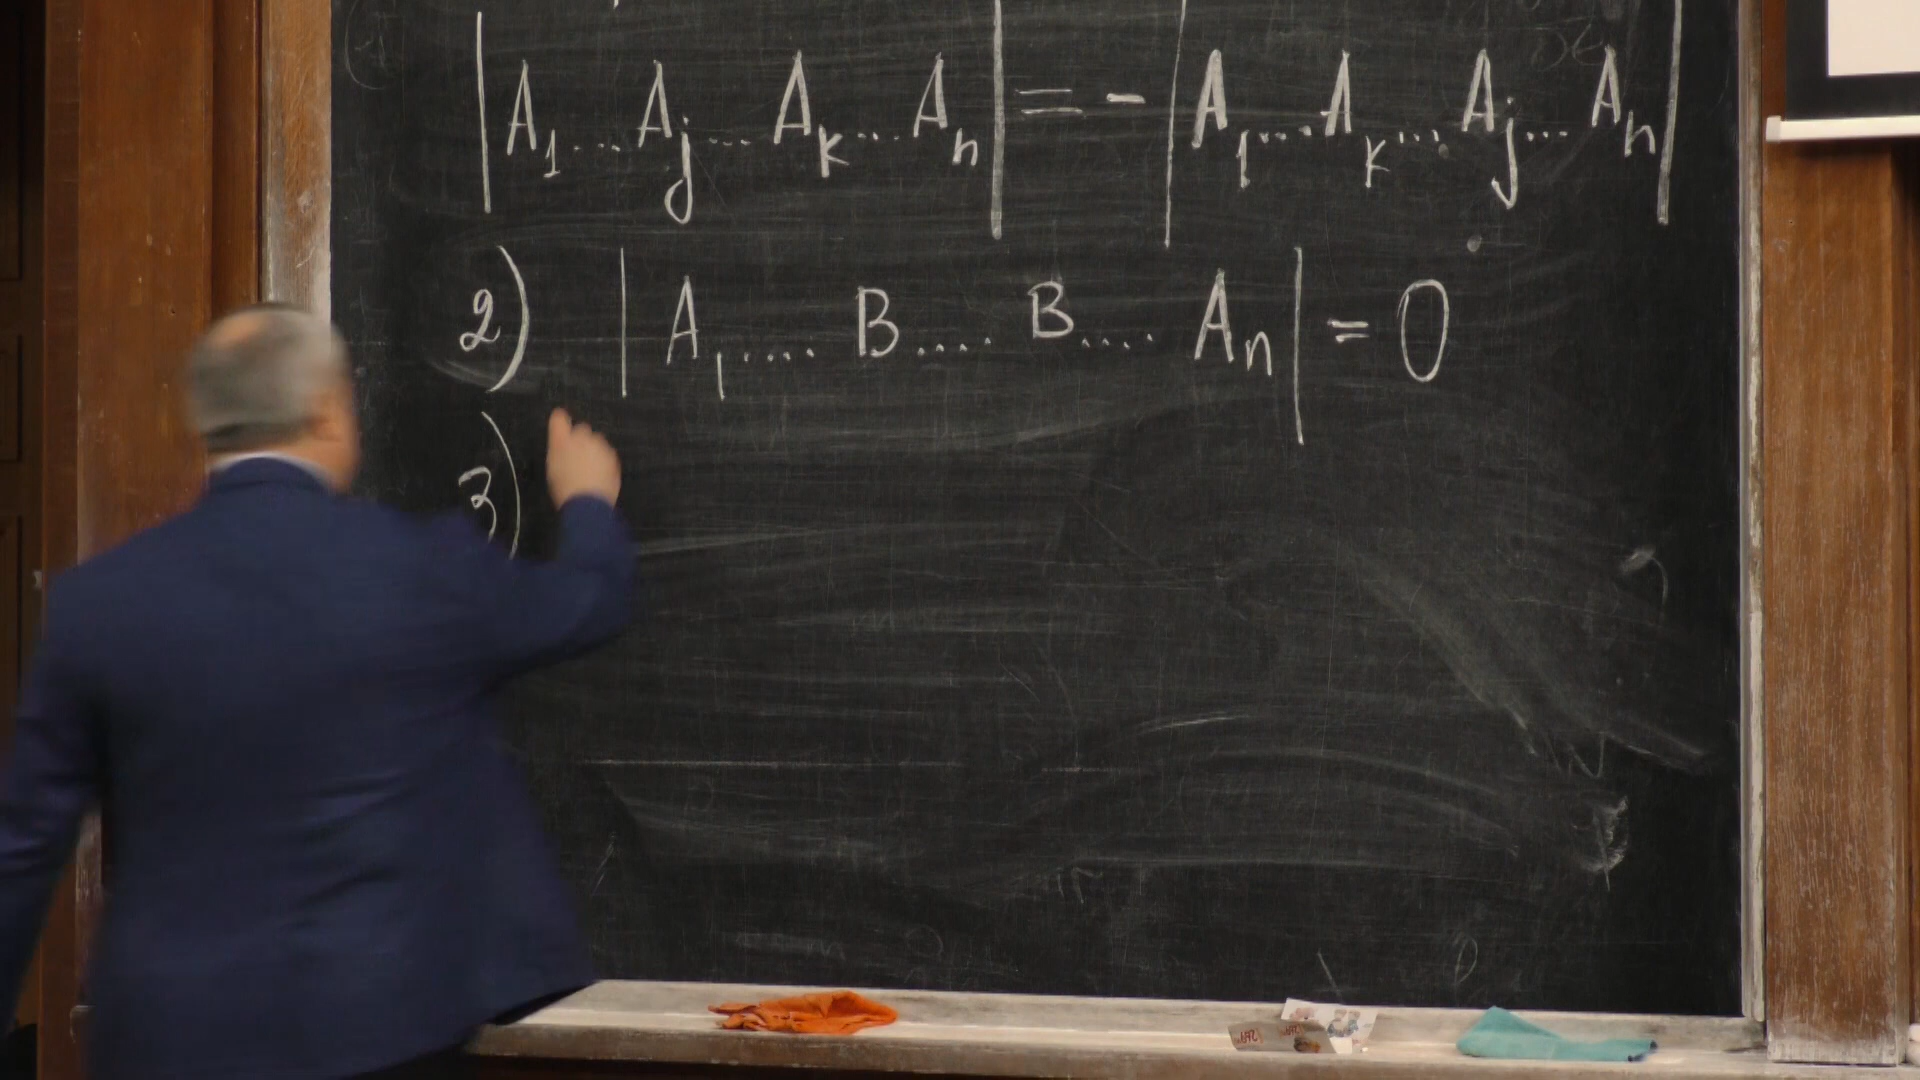 |A₁...Aⱼ...Aₖ...Aₙ| = -|A₁....Aₖ...Aⱼ...Aₙ|
2) |A₁.... B.... B.... Aₙ| = 0
3)